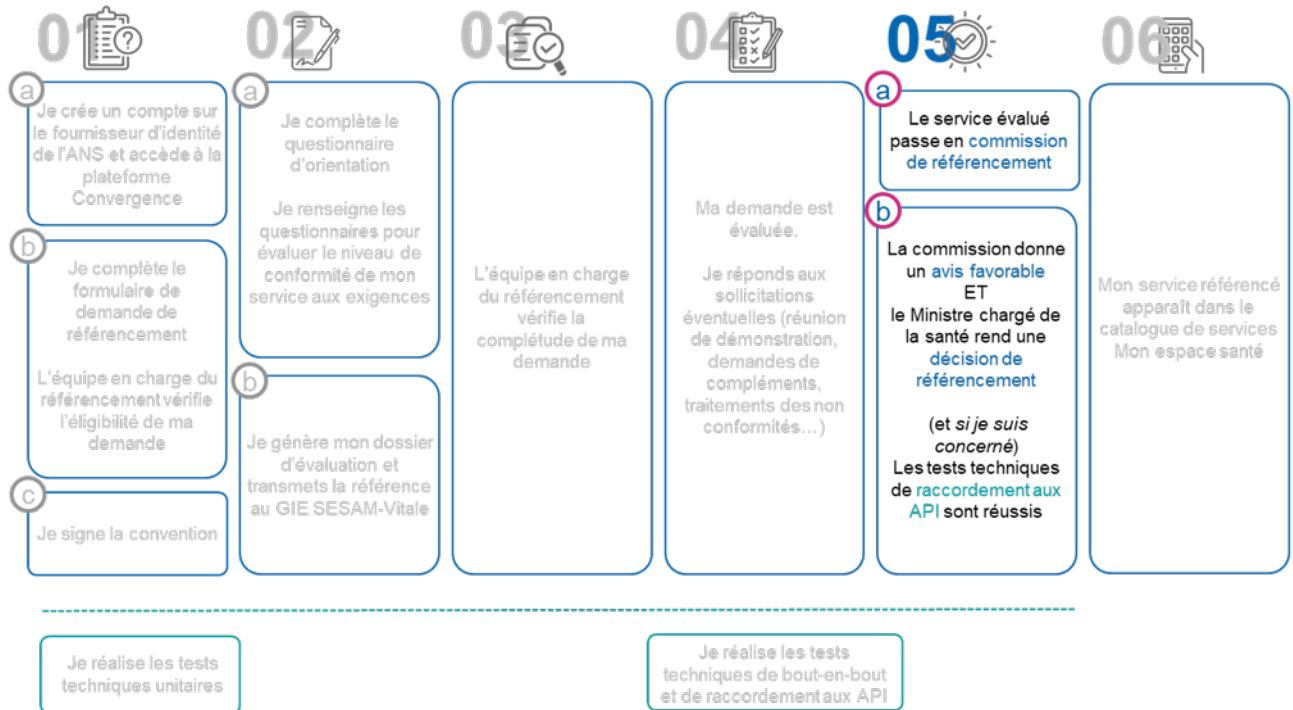 01
a
Je crée un compte sur
le fournisseur d'identité
de l'ANS et accède à la
plateforme
Convergence
b
Je complète le
formulaire de
demande de
référencement
L'équipe en charge du
référencement vérifie
l'éligibilité de ma
demande
c
Je signe la convention
02
a
Je complète le
questionnaire
d'orientation
Je renseigne les
questionnaires pour
évaluer le niveau de
conformité de mon
service aux exigences
b
Je génère mon dossier
d'évaluation et
transmets la référence
au GIE SESAM-Vitale
03
L'équipe en charge
du référencement
vérifie la
complétude de ma
demande
04
Ma demande est
évaluée.
Je réponds aux
sollicitations
éventuelles (réunion
de démonstration,
demandes de
compléments,
traitements des non
conformités…)
05
a
Le service évalué
passe en commission
de référencement
b
La commission donne
un avis favorable
ET
le Ministre chargé de
la santé rend une
décision de
référencement
(et si je suis
concerné)
Les tests techniques
de raccordement aux
API sont réussis
06
Mon service référencé
apparaît dans le
catalogue de services
Mon espace santé
Je réalise les tests
techniques unitaires
Je réalise les tests
techniques de bout-en-bout
et de raccordement aux API